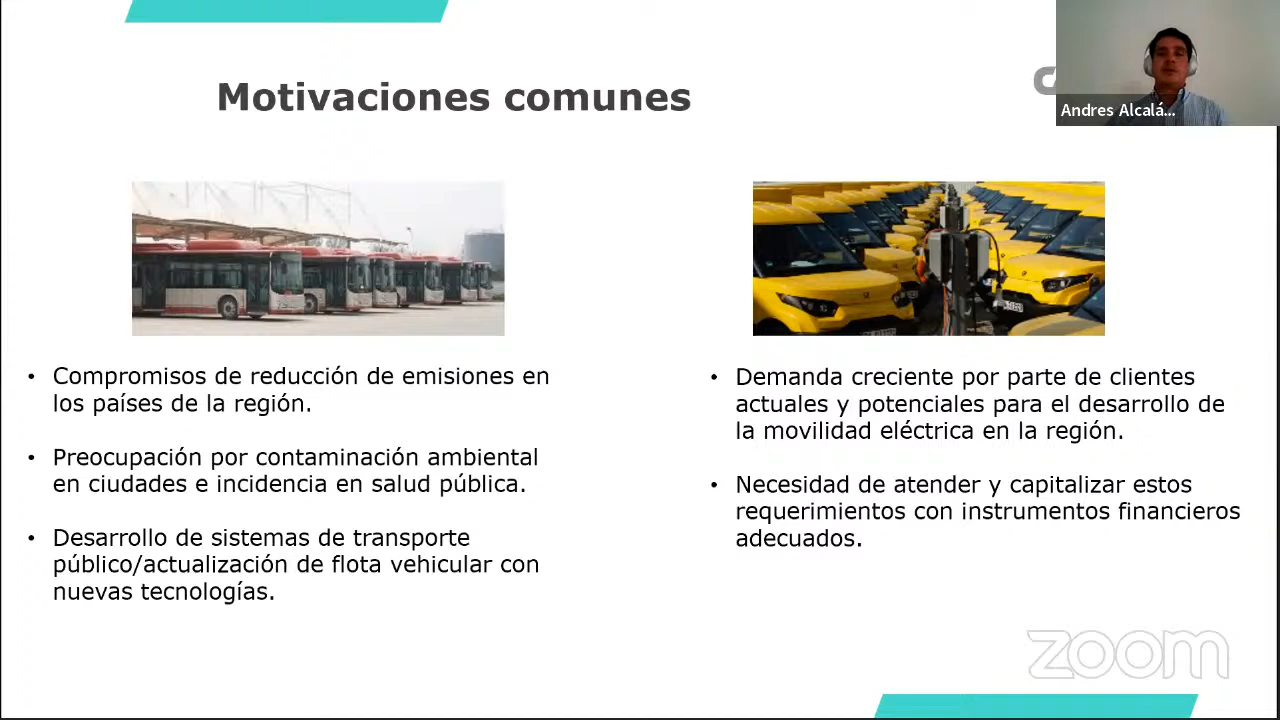 Motivaciones comunes
Andres Alcalá...
• Compromisos de reducción de emisiones en
los países de la región.
• Preocupación por contaminación ambiental
en ciudades e incidencia en salud pública.
• Desarrollo de sistemas de transporte
público/actualización de flota vehicular con
nuevas tecnologías.
• Demanda creciente por parte de clientes
actuales y potenciales para el desarrollo de
la movilidad eléctrica en la región.
• Necesidad de atender y capitalizar estos
requerimientos con instrumentos financieros
adecuados.
zoom